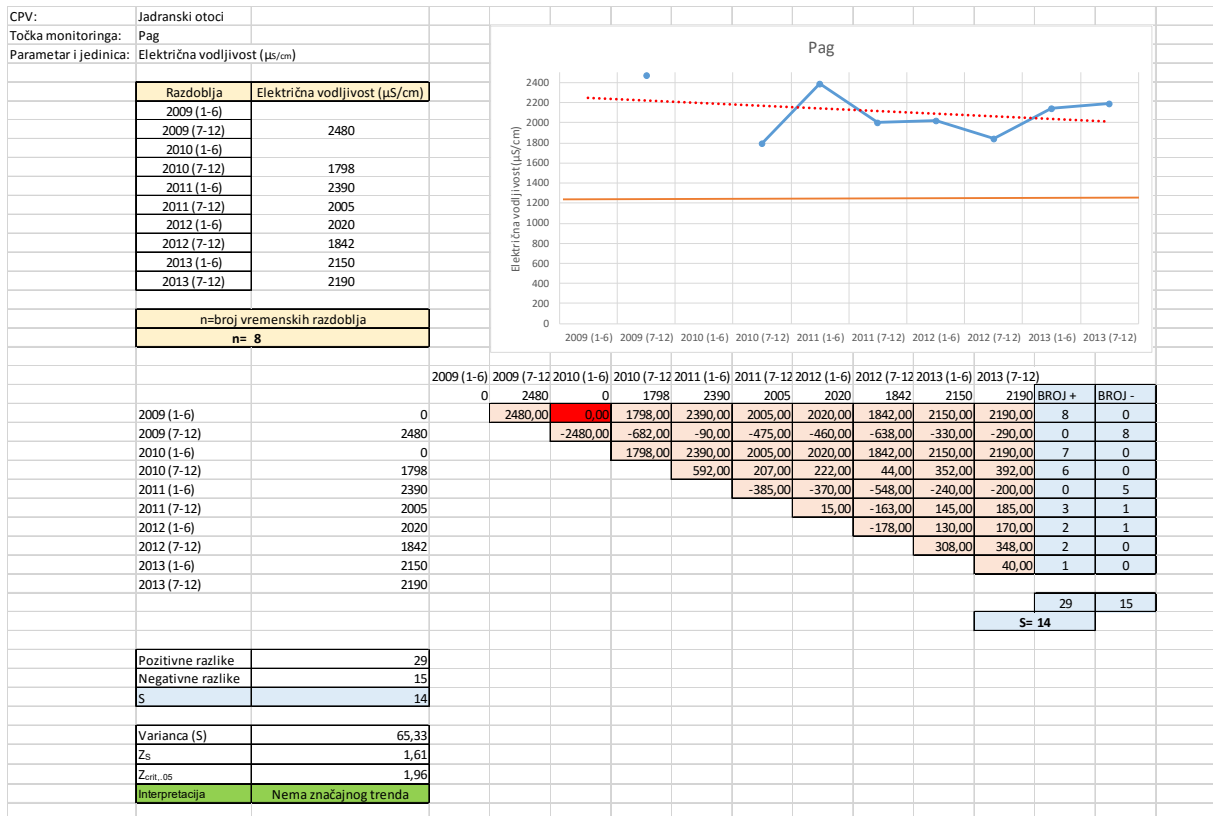 CPV: Jadranski otoci
Točka monitoringa: Pag
Parametar i jedinica: Električna vodljivost (µs/cm)
Razdoblja Električna vodljivost (µS/cm)
2009 (1-6)
2009 (7-12) 2480
2010 (1-6)
2010 (7-12) 1798
2011 (1-6) 2390
2011 (7-12) 2005
2012 (1-6) 2020
2012 (7-12) 1842
2013 (1-6) 2150
2013 (7-12) 2190
n=broj vremenskih razdoblja
n= 8
Pag
Električna vodljivost (µS/cm)
2400
2200
2000
1800
1600
1400
1200
1000
800
600
400
200
0
2009 (1-6) 2009 (7-12) 2010 (1-6) 2010 (7-12) 2011 (1-6) 2011 (7-12) 2012 (1-6) 2012 (7-12) 2013 (1-6) 2013 (7-12)
2009 (1-6) 2009 (7-12 2010 (1-6) 2010 (7-12 2011 (1-6) 2011 (7-12 2012 (1-6) 2012 (7-12 2013 (1-6) 2013 (7-12)
0 2480 0 1798 2390 2005 2020 1842 2150 2190 BROJ + BROJ -
2009 (1-6) 0 2480,00 0,00 1798,00 2390,00 2005,00 2020,00 1842,00 2150,00 2190,00 8 0
2009 (7-12) 2480 -2480,00 -682,00 -90,00 -475,00 -460,00 -638,00 -330,00 -290,00 0 8
2010 (1-6) 0 1798,00 2390,00 2005,00 2020,00 1842,00 2150,00 2190,00 7 0
2010 (7-12) 1798 592,00 207,00 222,00 44,00 352,00 392,00 6 0
2011 (1-6) 2390 -385,00 -370,00 -548,00 -240,00 -200,00 0 5
2011 (7-12) 2005 15,00 -163,00 145,00 185,00 3 1
2012 (1-6) 2020 -178,00 130,00 170,00 2 1
2012 (7-12) 1842 308,00 348,00 2 0
2013 (1-6) 2150 40,00 1 0
2013 (7-12) 2190
29 15
S= 14
Pozitivne razlike 29
Negativne razlike 15
S 14
Varianca (S) 65,33
Zs 1,61
Zcrit,.05 1,96
Interpretacija Nema značajnog trenda